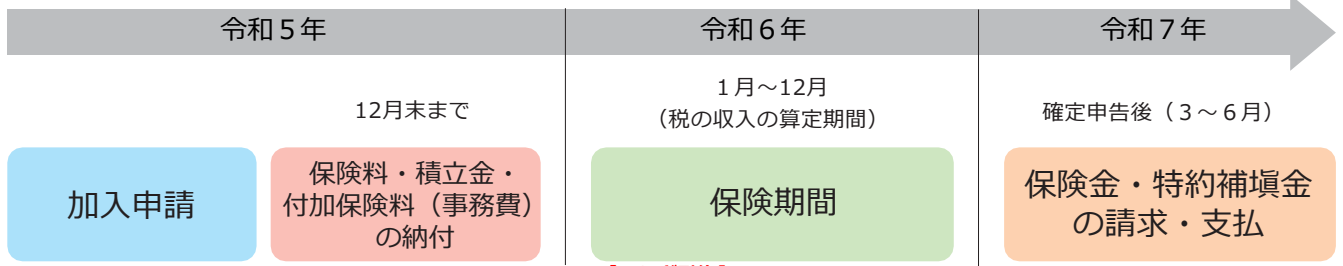 令和５年
令和６年
令和７年
12月末まで
１月～12月
（税の収入の算定期間）
確定申告後（３～６月）
加入申請
保険料・積立金・
付加保険料（事務費）
の納付
保険期間
保険金・特約補塡金
の請求・支払